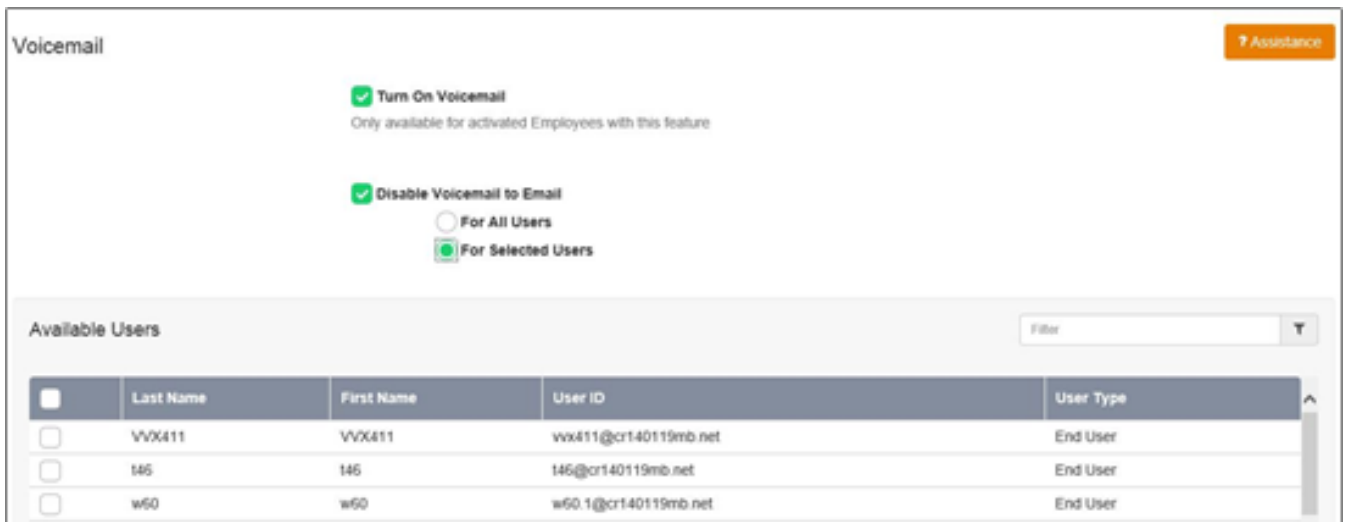 Voicemail
? Assistance
Turn On Voicemail
Only available for activated Employees with this feature
Disable Voicemail to Email
For All Users
For Selected Users
Available Users
Filter
Last Name First Name User ID User Type
VVX411 VVX411 vvx411@cr140119mb.net End User
t46 t46 t46@cr140119mb.net End User
w60 w60 w60.1@cr140119mb.net End User